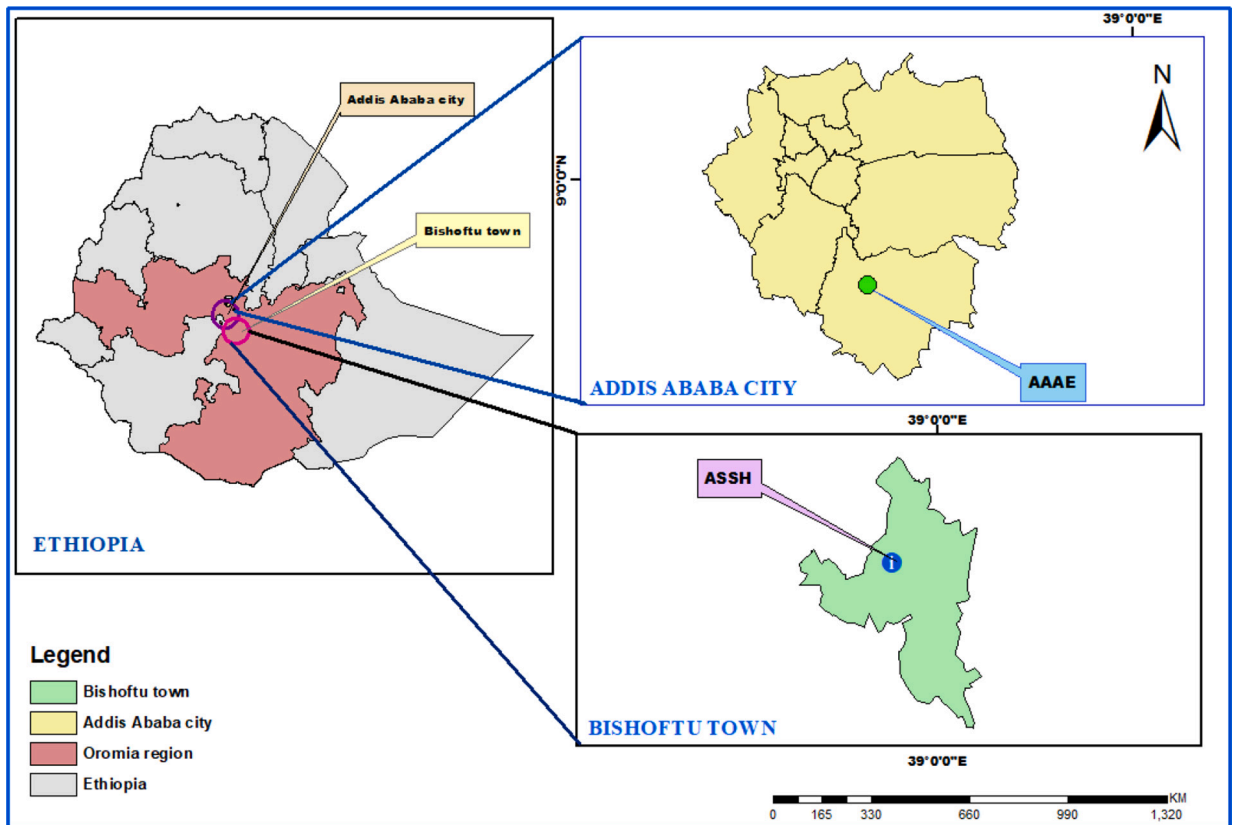 39°0'0"E
Addis Ababa city
N
9°0'0"N
Bishoftu town
AAAE
ADDIS ABABA CITY
39°0'0"E
ASSH
i
ETHIOPIA
BISHOFTU TOWN
39°0'0"E
Legend
Bishoftu town
Addis Ababa city
Oromia region
Ethiopia
KM
0 165 330 660 990 1,320